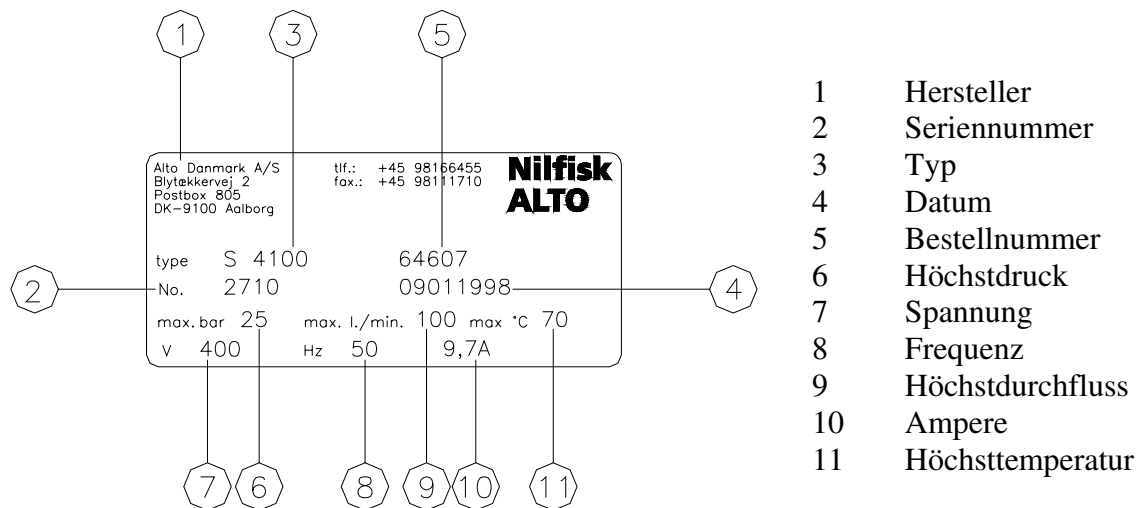 1 3 5
Alto Danmark A/S tlf.: +45 98166455
Blytækkervej 2 fax.: +45 98111710
Postbox 805
DK-9100 Aalborg
Nilfisk
ALTO
type S 4100 64607
2 No. 2710 09011998 4
max.bar 25 max. l./min. 100 max °C 70
V 400 Hz 50 9,7A
7 6 8 9 10 11
1 Hersteller
2 Seriennummer
3 Typ
4 Datum
5 Bestellnummer
6 Höchstdruck
7 Spannung
8 Frequenz
9 Höchstdurchfluss
10 Ampere
11 Höchsttemperatur